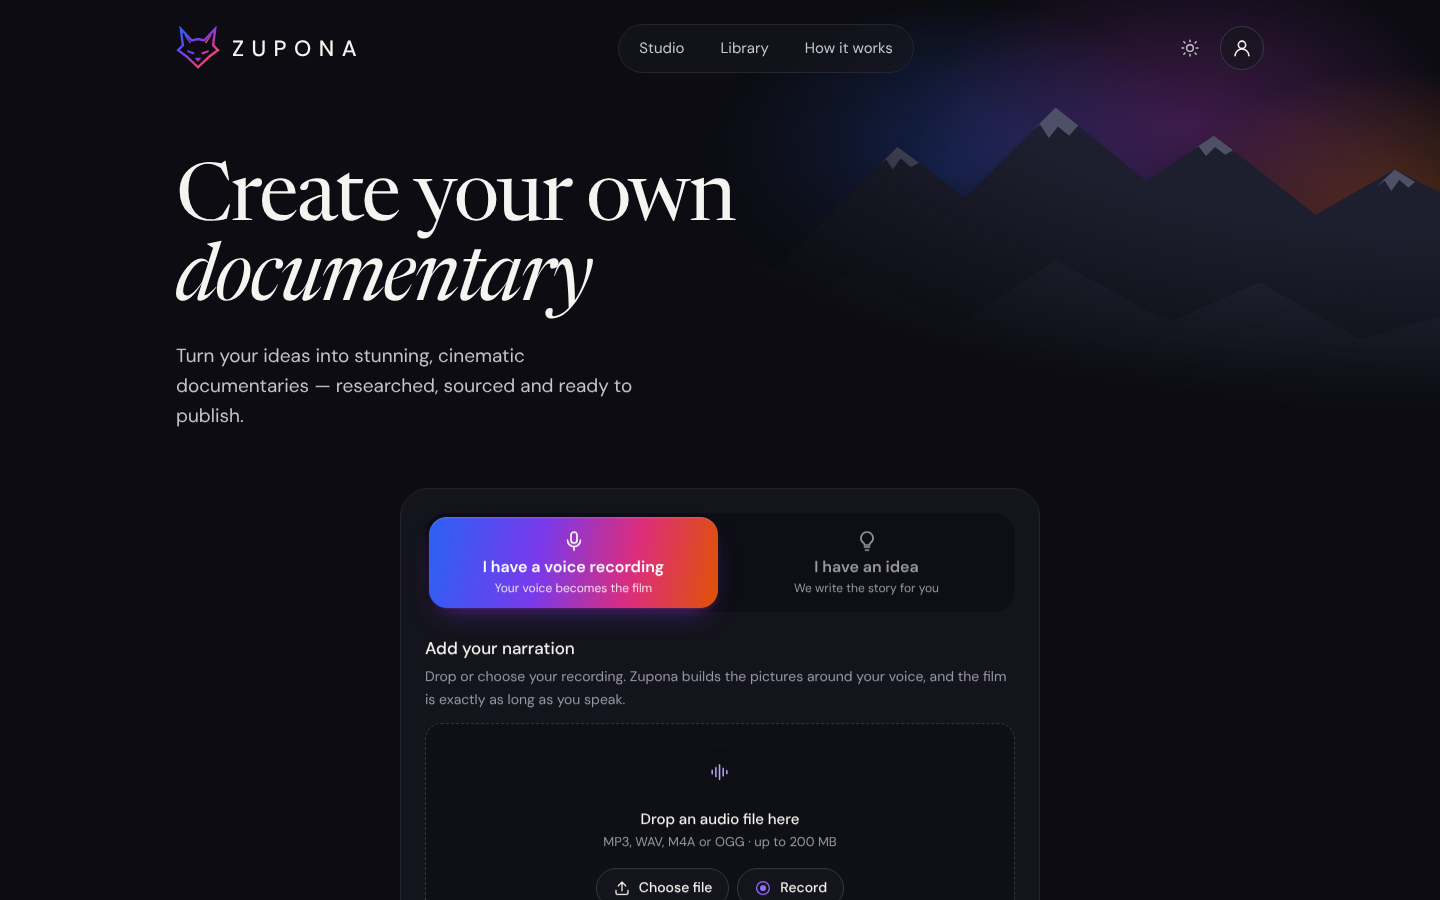 ZUPONA
Studio
Library
How it works
Create your own
documentary
Turn your ideas into stunning, cinematic
documentaries — researched, sourced and ready to
publish.
I have a voice recording
Your voice becomes the film
I have an idea
We write the story for you
Add your narration
Drop or choose your recording. Zupona builds the pictures around your voice, and the film
is exactly as long as you speak.
Drop an audio file here
MP3, WAV, M4A or OGG · up to 200 MB
Choose file
Record